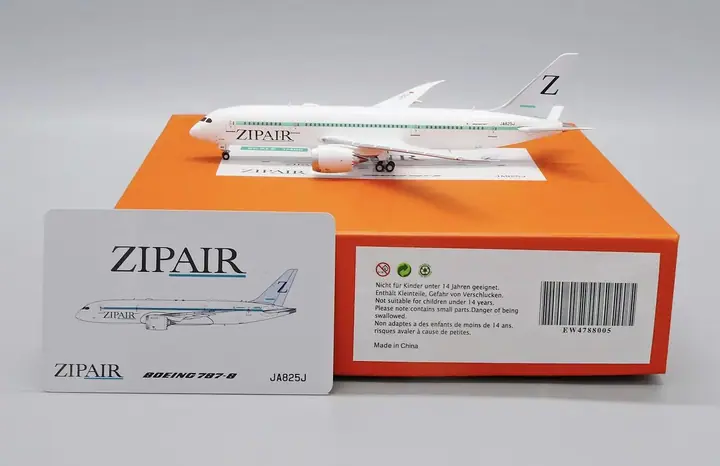 Z
JA825J
ZIPAIR
ZIPAIR
JA825J
ZIPAIR
Z
ZIPAIR
ZIPAIR
BOEING 787-8
JA825J
Nicht für Kinder unter 14 Jahren geeignet.
Enthält Kleinteile, Gefahr von Verschlucken.
Not suitable for children under 14 years.
Please note:contains small parts.Danger of being
swallowed.
Non adaptes a des enfants de moins de 14 ans.
risques avaler à cause de petites.
Made in China
EW4788005